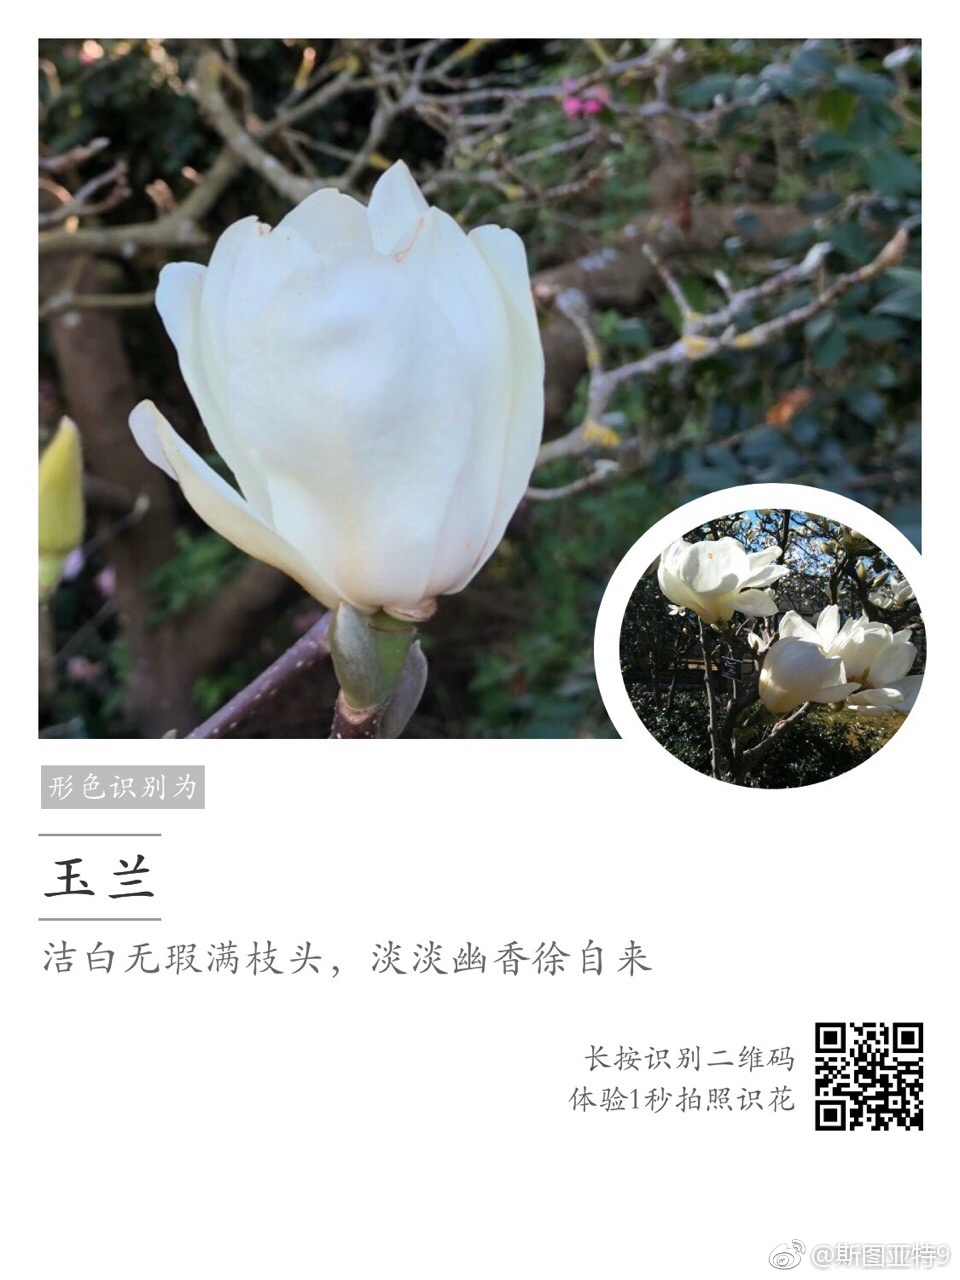 形色识别为
玉兰
洁白无瑕满枝头，淡淡幽香徐自来
长按识别二维码
体验1秒拍照识花
@斯图亚特9